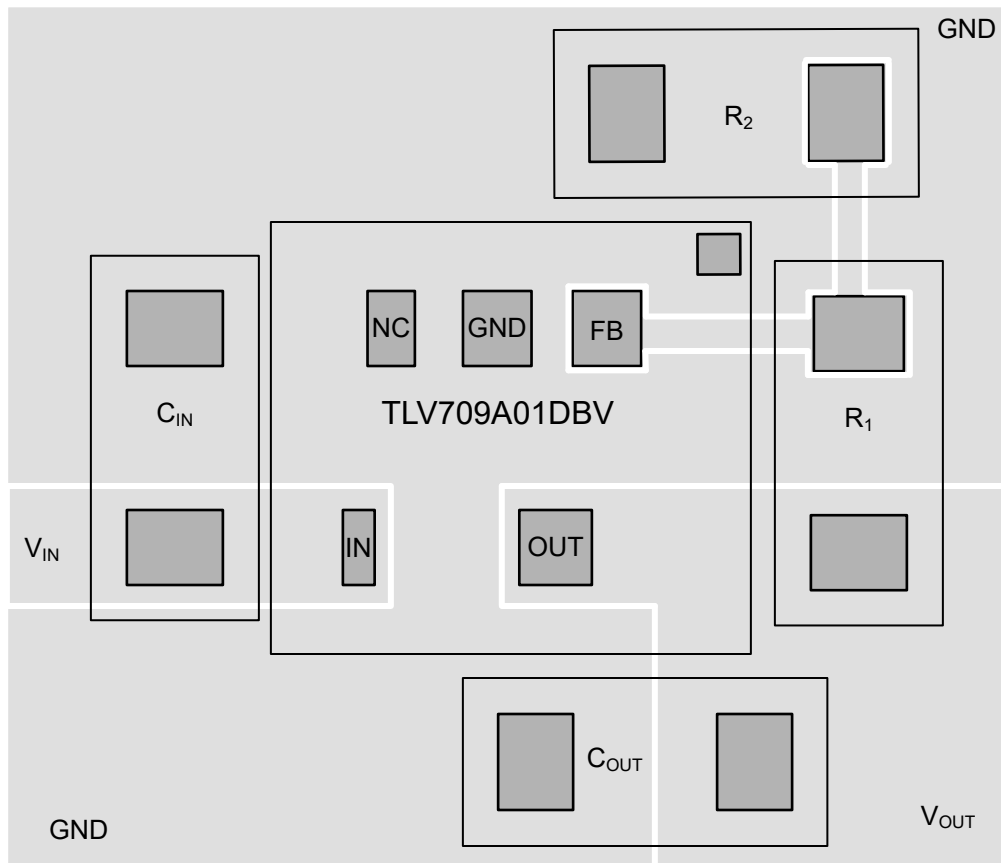 GND
R2
NC
GND
FB
TLV709A01DBV
CIN
R1
VIN
IN
OUT
COUT
GND
VOUT